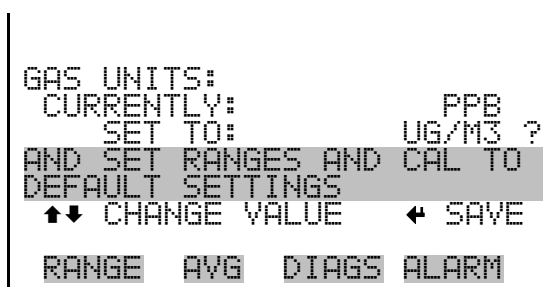 GAS UNITS:
CURRENTLY: PPB
SET TO: UG/M3 ?
AND SET RANGES AND CAL TO
DEFAULT SETTINGS
⬆⬇ CHANGE VALUE ↵ SAVE
RANGE AVG DIAGS ALARM